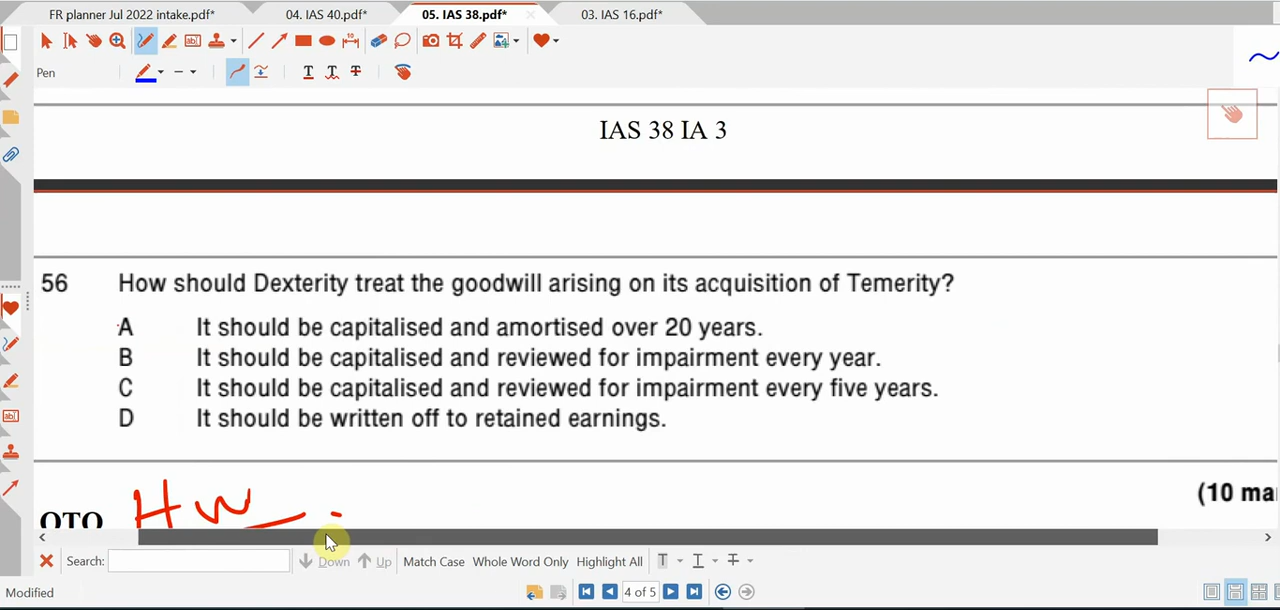 FR planner Jul 2022 intake.pdf*
04. IAS 40.pdf*
05. IAS 38.pdf*
03. IAS 16.pdf*
Pen
IAS 38 IA 3
56 How should Dexterity treat the goodwill arising on its acquisition of Temerity?
A It should be capitalised and amortised over 20 years.
B It should be capitalised and reviewed for impairment every year.
C It should be capitalised and reviewed for impairment every five years.
D It should be written off to retained earnings.
(10 ma
OTO HW
Search: Down Up Match Case Whole Word Only Highlight All
Modified 4 of 5